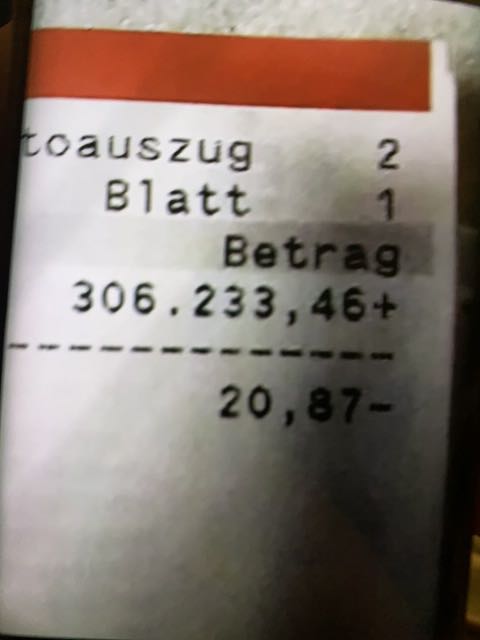 toauszug 2
Blatt 1
Betrag
306.233,46+
--------------
20,87-